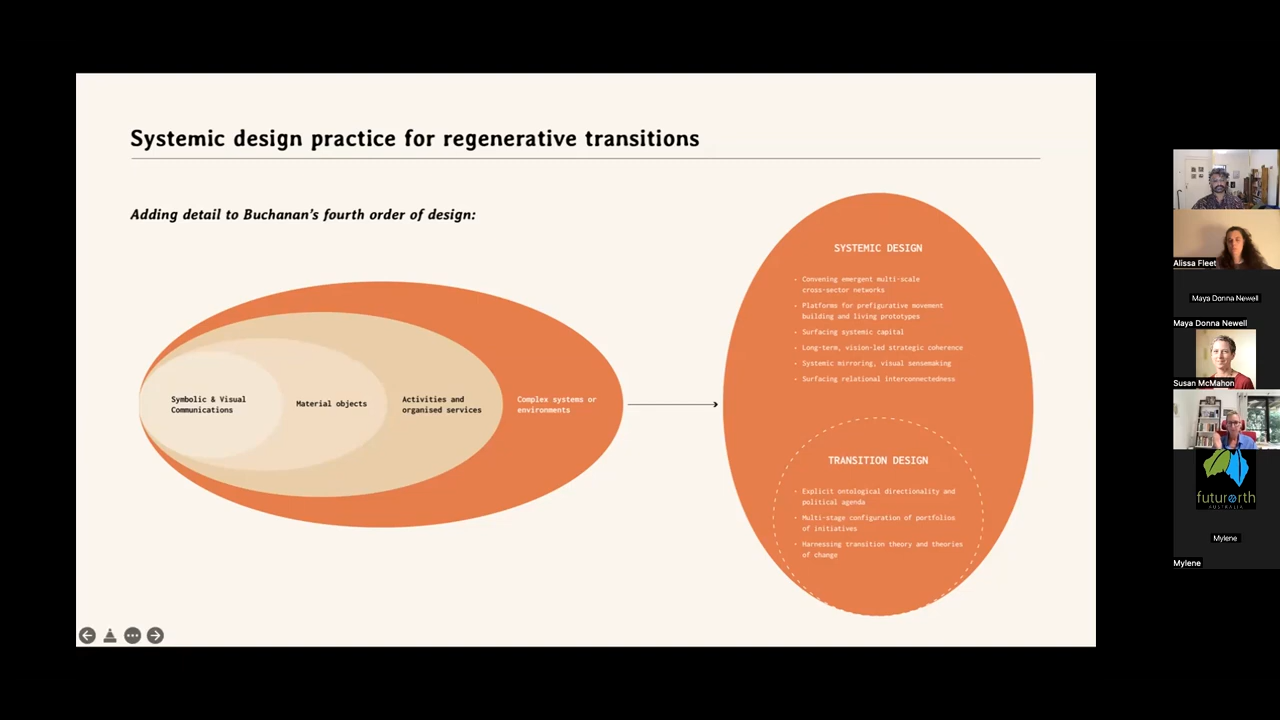 Systemic design practice for regenerative transitions
Adding detail to Buchanan's fourth order of design:
Symbolic & Visual
Communications
Material objects
Activities and
organised services
Complex systems or
environments
SYSTEMIC DESIGN
- Convening emergent multi-scale
cross-sector networks
- Platforms for prefigurative movement
building and living prototypes
- Surfacing systemic capital
- Long-term, vision-led strategic coherence
- Systemic mirroring, visual sensemaking
- Surfacing relational interconnectedness
TRANSITION DESIGN
- Explicit ontological directionality and
political agenda
- Multi-stage configuration of portfolios
of initiatives
- Harnessing transition theory and theories
of change
Alissa Fleet
Maya Donna Newell
Maya Donna Newell
Susan McMahon
futurorth
AUSTRALIA
Mylene
Mylene